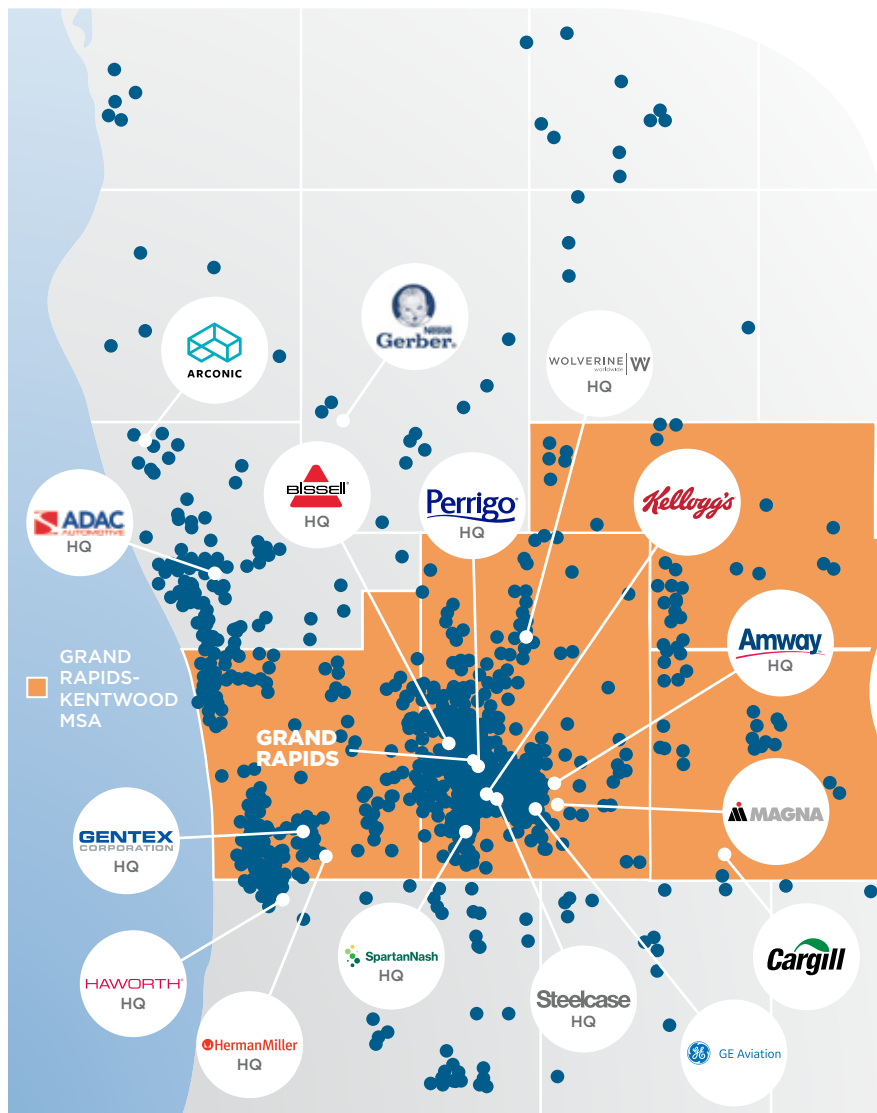 ARCONIC
Nestlé
Gerber®
WOLVERINE W
worldwide
HQ
BISSELL®
HQ
Perrigo®
HQ
Kellogg's®
ADAC
AUTOMOTIVE
HQ
Amway™
HQ
GRAND
RAPIDS-
KENTWOOD
MSA
GRAND
RAPIDS
MAGNA
GENTEX
CORPORATION
HQ
SpartanNash
HQ
Cargill
HAWORTH®
HQ
Steelcase
HQ
HermanMiller
HQ
GE Aviation